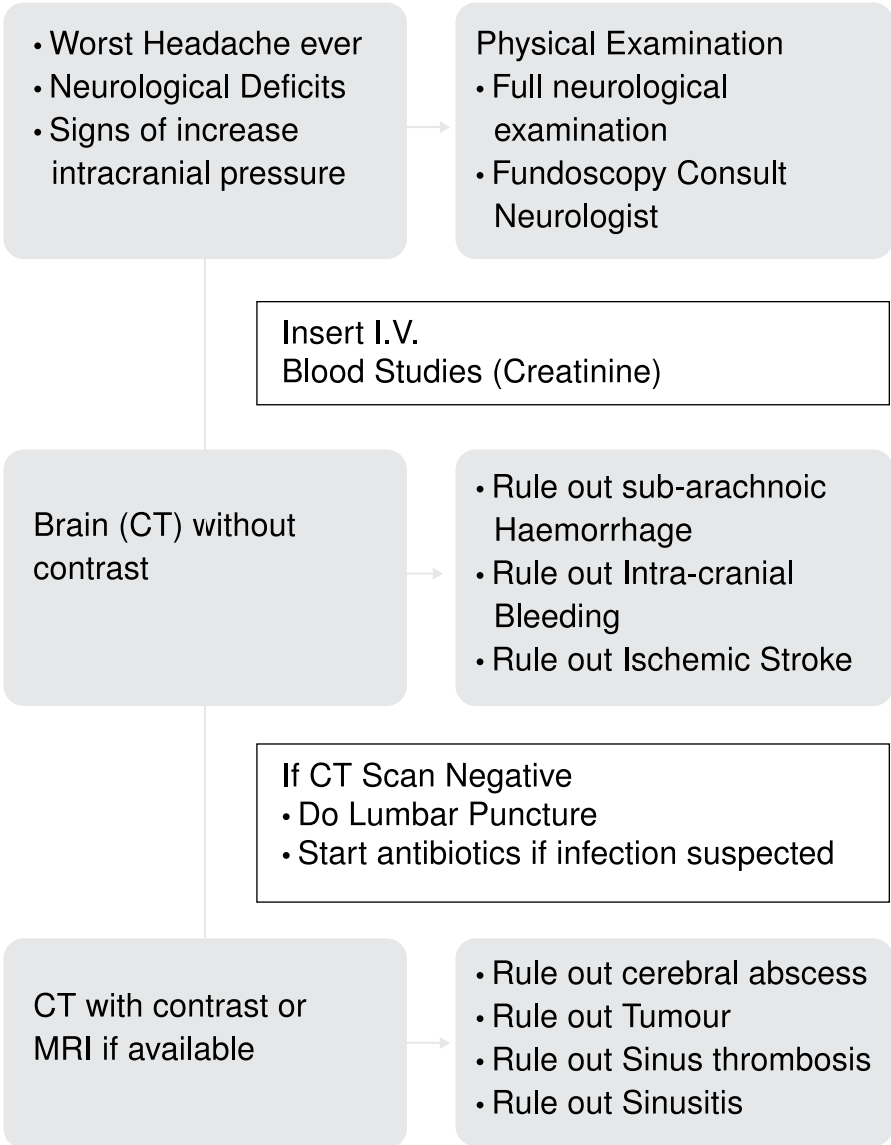 • Worst Headache ever
• Neurological Deficits
• Signs of increase
intracranial pressure
Physical Examination
• Full neurological
examination
• Fundoscopy Consult
Neurologist
Insert I.V.
Blood Studies (Creatinine)
Brain (CT) without
contrast
• Rule out sub-arachnoic
Haemorrhage
• Rule out Intra-cranial
Bleeding
• Rule out Ischemic Stroke
If CT Scan Negative
• Do Lumbar Puncture
• Start antibiotics if infection suspected
CT with contrast or
MRI if available
• Rule out cerebral abscess
• Rule out Tumour
• Rule out Sinus thrombosis
• Rule out Sinusitis